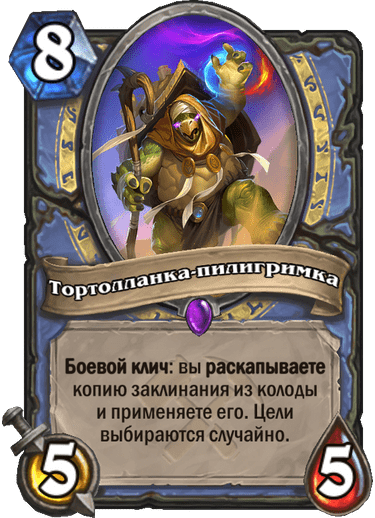 8
Тортолланка-пилигримка
Боевой клич: вы раскапываете
копию заклинания из колоды
и применяете его. Цели
выбираются случайно.
5
5